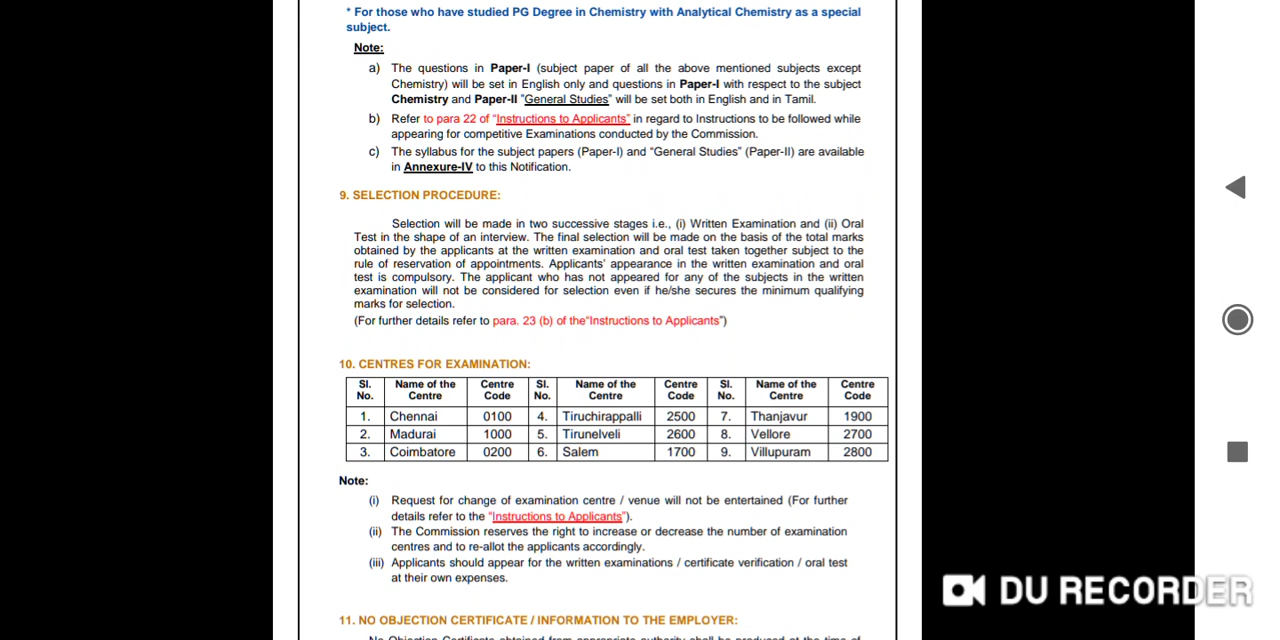 * For those who have studied PG Degree in Chemistry with Analytical Chemistry as a special
subject.
Note:
a) The questions in Paper-I (subject paper of all the above mentioned subjects except
Chemistry) will be set in English only and questions in Paper-I with respect to the subject
Chemistry and Paper-II "General Studies" will be set both in English and in Tamil.
b) Refer to para 22 of "Instructions to Applicants" in regard to Instructions to be followed while
appearing for competitive Examinations conducted by the Commission.
c) The syllabus for the subject papers (Paper-I) and "General Studies" (Paper-II) are available
in Annexure-IV to this Notification.
9. SELECTION PROCEDURE:
Selection will be made in two successive stages i.e., (i) Written Examination and (ii) Oral
Test in the shape of an interview. The final selection will be made on the basis of the total marks
obtained by the applicants at the written examination and oral test taken together subject to the
rule of reservation of appointments. Applicants' appearance in the written examination and oral
test is compulsory. The applicant who has not appeared for any of the subjects in the written
examination will not be considered for selection even if he/she secures the minimum qualifying
marks for selection.
(For further details refer to para. 23 (b) of the"Instructions to Applicants")
10. CENTRES FOR EXAMINATION:
Sl. No. Name of the Centre Centre Code Sl. No. Name of the Centre Centre Code Sl. No. Name of the Centre Centre Code
1. Chennai 0100 4. Tiruchirappalli 2500 7. Thanjavur 1900
2. Madurai 1000 5. Tirunelveli 2600 8. Vellore 2700
3. Coimbatore 0200 6. Salem 1700 9. Villupuram 2800
Note:
(i) Request for change of examination centre / venue will not be entertained (For further
details refer to the "Instructions to Applicants").
(ii) The Commission reserves the right to increase or decrease the number of examination
centres and to re-allot the applicants accordingly.
(iii) Applicants should appear for the written examinations / certificate verification / oral test
at their own expenses.
11. NO OBJECTION CERTIFICATE / INFORMATION TO THE EMPLOYER:
DU RECORDER